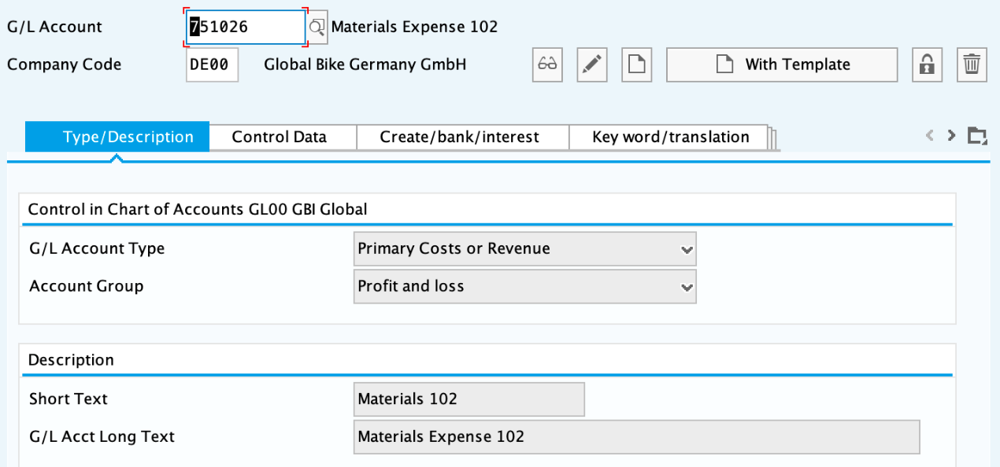 G/L Account 751026 Materials Expense 102
Company Code DE00 Global Bike Germany GmbH With Template
Type/Description Control Data Create/bank/interest Key word/translation
Control in Chart of Accounts GL00 GBI Global
G/L Account Type Primary Costs or Revenue
Account Group Profit and loss
Description
Short Text Materials 102
G/L Acct Long Text Materials Expense 102